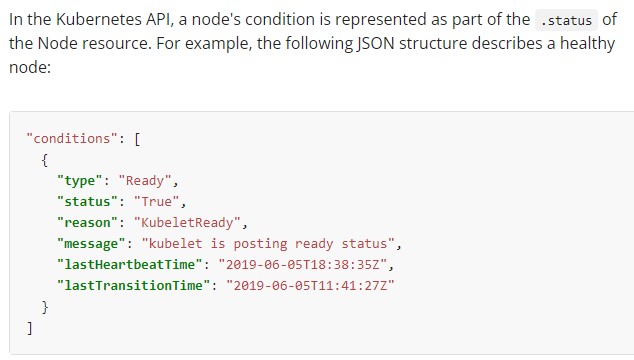 In the Kubernetes API, a node's condition is represented as part of the .status of
the Node resource. For example, the following JSON structure describes a healthy
node:
"conditions": [
  {
    "type": "Ready",
    "status": "True",
    "reason": "KubeletReady",
    "message": "kubelet is posting ready status",
    "lastHeartbeatTime": "2019-06-05T18:38:35Z",
    "lastTransitionTime": "2019-06-05T11:41:27Z"
  }
]